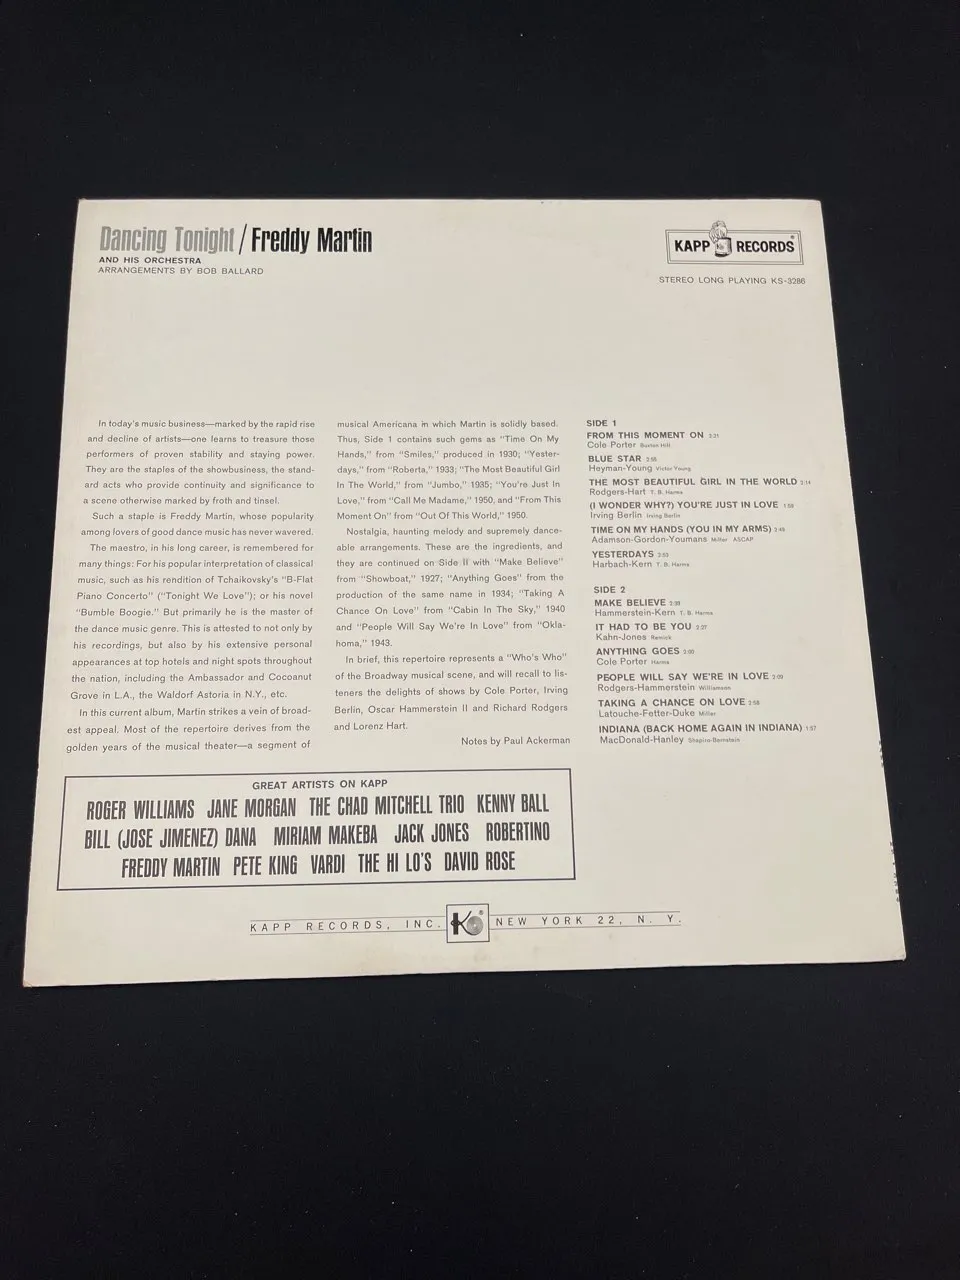 Dancing Tonight / Freddy Martin
AND HIS ORCHESTRA
ARRANGEMENTS BY BOB BALLARD
KAPP RECORDS
STEREO LONG PLAYING KS-3286
In today's music business—marked by the rapid rise
and decline of artists—one learns to treasure those
performers of proven stability and staying power.
They are the staples of the showbusiness, the stand-
ard acts who provide continuity and significance to
a scene otherwise marked by froth and tinsel.
Such a staple is Freddy Martin, whose popularity
among lovers of good dance music has never wavered.
The maestro, in his long career, is remembered for
many things: For his popular interpretation of classical
music, such as his rendition of Tchaikovsky's "B-Flat
Piano Concerto" ("Tonight We Love"); or his novel
"Bumble Boogie." But primarily he is the master of
the dance music genre. This is attested to not only by
his recordings, but also by his extensive personal
appearances at top hotels and night spots throughout
the nation, including the Ambassador and Cocoanut
Grove in L.A., the Waldorf Astoria in N.Y., etc.
In this current album, Martin strikes a vein of broad-
est appeal. Most of the repertoire derives from the
golden years of the musical theater—a segment of
musical Americana in which Martin is solidly based.
Thus, Side 1 contains such gems as "Time On My
Hands," from "Smiles," produced in 1930; "Yester-
days," from "Roberta," 1933; "The Most Beautiful Girl
In The World," from "Jumbo," 1935; "You're Just In
Love," from "Call Me Madame," 1950, and "From This
Moment On" from "Out Of This World," 1950.
Nostalgia, haunting melody and supremely dance-
able arrangements. These are the ingredients, and
they are continued on Side II with "Make Believe"
from "Showboat," 1927; "Anything Goes" from the
production of the same name in 1934; "Taking A
Chance On Love" from "Cabin In The Sky," 1940
and "People Will Say We're In Love" from "Okla-
homa," 1943.
In brief, this repertoire represents a "Who's Who"
of the Broadway musical scene, and will recall to lis-
teners the delights of shows by Cole Porter, Irving
Berlin, Oscar Hammerstein II and Richard Rodgers
and Lorenz Hart.
Notes by Paul Ackerman
SIDE 1
FROM THIS MOMENT ON 2:21
Cole Porter Buxton Hill
BLUE STAR 2:55
Heyman-Young Victor Young
THE MOST BEAUTIFUL GIRL IN THE WORLD 2:14
Rodgers-Hart T. B. Harms
(I WONDER WHY?) YOU'RE JUST IN LOVE 1:59
Irving Berlin Irving Berlin
TIME ON MY HANDS (YOU IN MY ARMS)
Adamson-Gordon-Youmans Miller ASCAP
YESTERDAYS 3:53
Harbach-Kern T. B. Harms
SIDE 2
MAKE BELIEVE
Hammerstein-Kern T. B. Harms
IT HAD TO BE YOU 2:37
Kahn-Jones Remick
ANYTHING GOES 2:00
Cole Porter Harms
PEOPLE WILL SAY WE'RE IN LOVE 2:09
Rodgers-Hammerstein Williamson
TAKING A CHANCE ON LOVE 2:58
Latouche-Fetter-Duke Miller
INDIANA (BACK HOME AGAIN IN INDIANA) 1:57
MacDonald-Hanley Shapiro-Bernstein
GREAT ARTISTS ON KAPP
ROGER WILLIAMS JANE MORGAN THE CHAD MITCHELL TRIO KENNY BALL
BILL (JOSE JIMENEZ) DANA MIRIAM MAKEBA JACK JONES ROBERTINO
FREDDY MARTIN PETE KING VARDI THE HI LO'S DAVID ROSE
KAPP RECORDS, INC. K NEW YORK 22, N. Y.